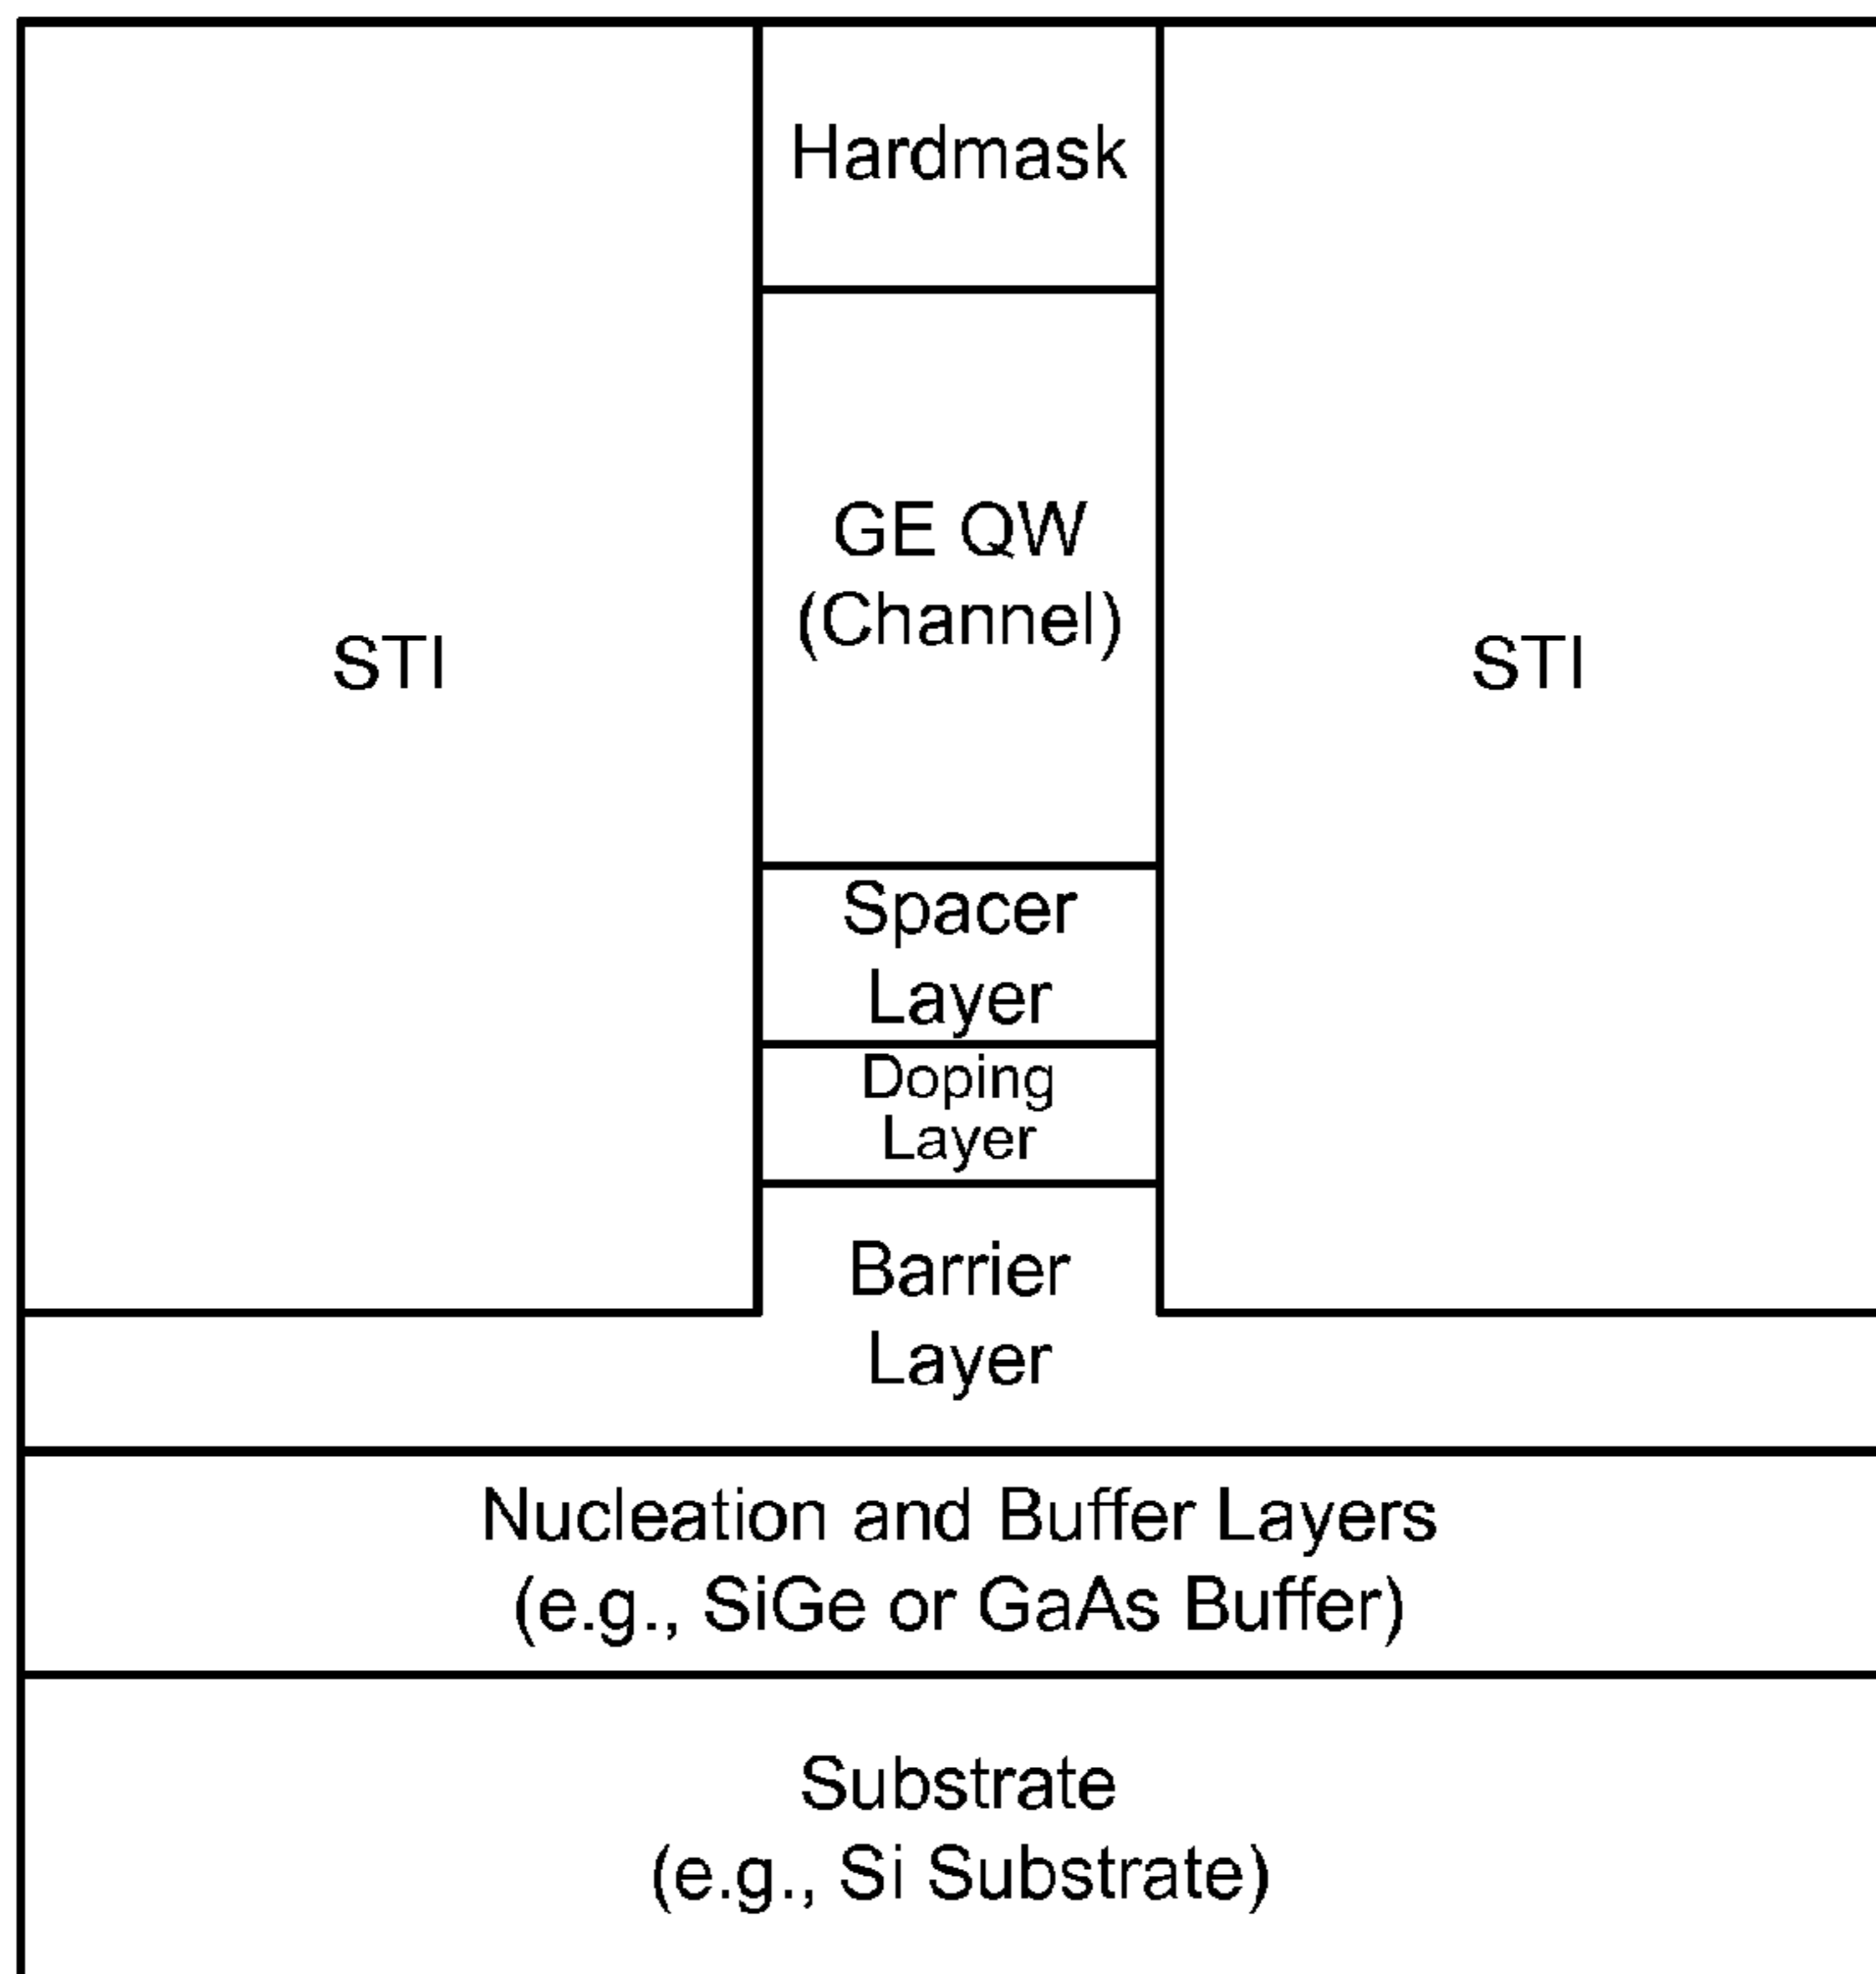 Hardmask
GE QW
(Channel)
STI
STI
Spacer
Layer
Doping
Layer
Barrier
Layer
Nucleation and Buffer Layers
(e.g., SiGe or GaAs Buffer)
Substrate
(e.g., Si Substrate)